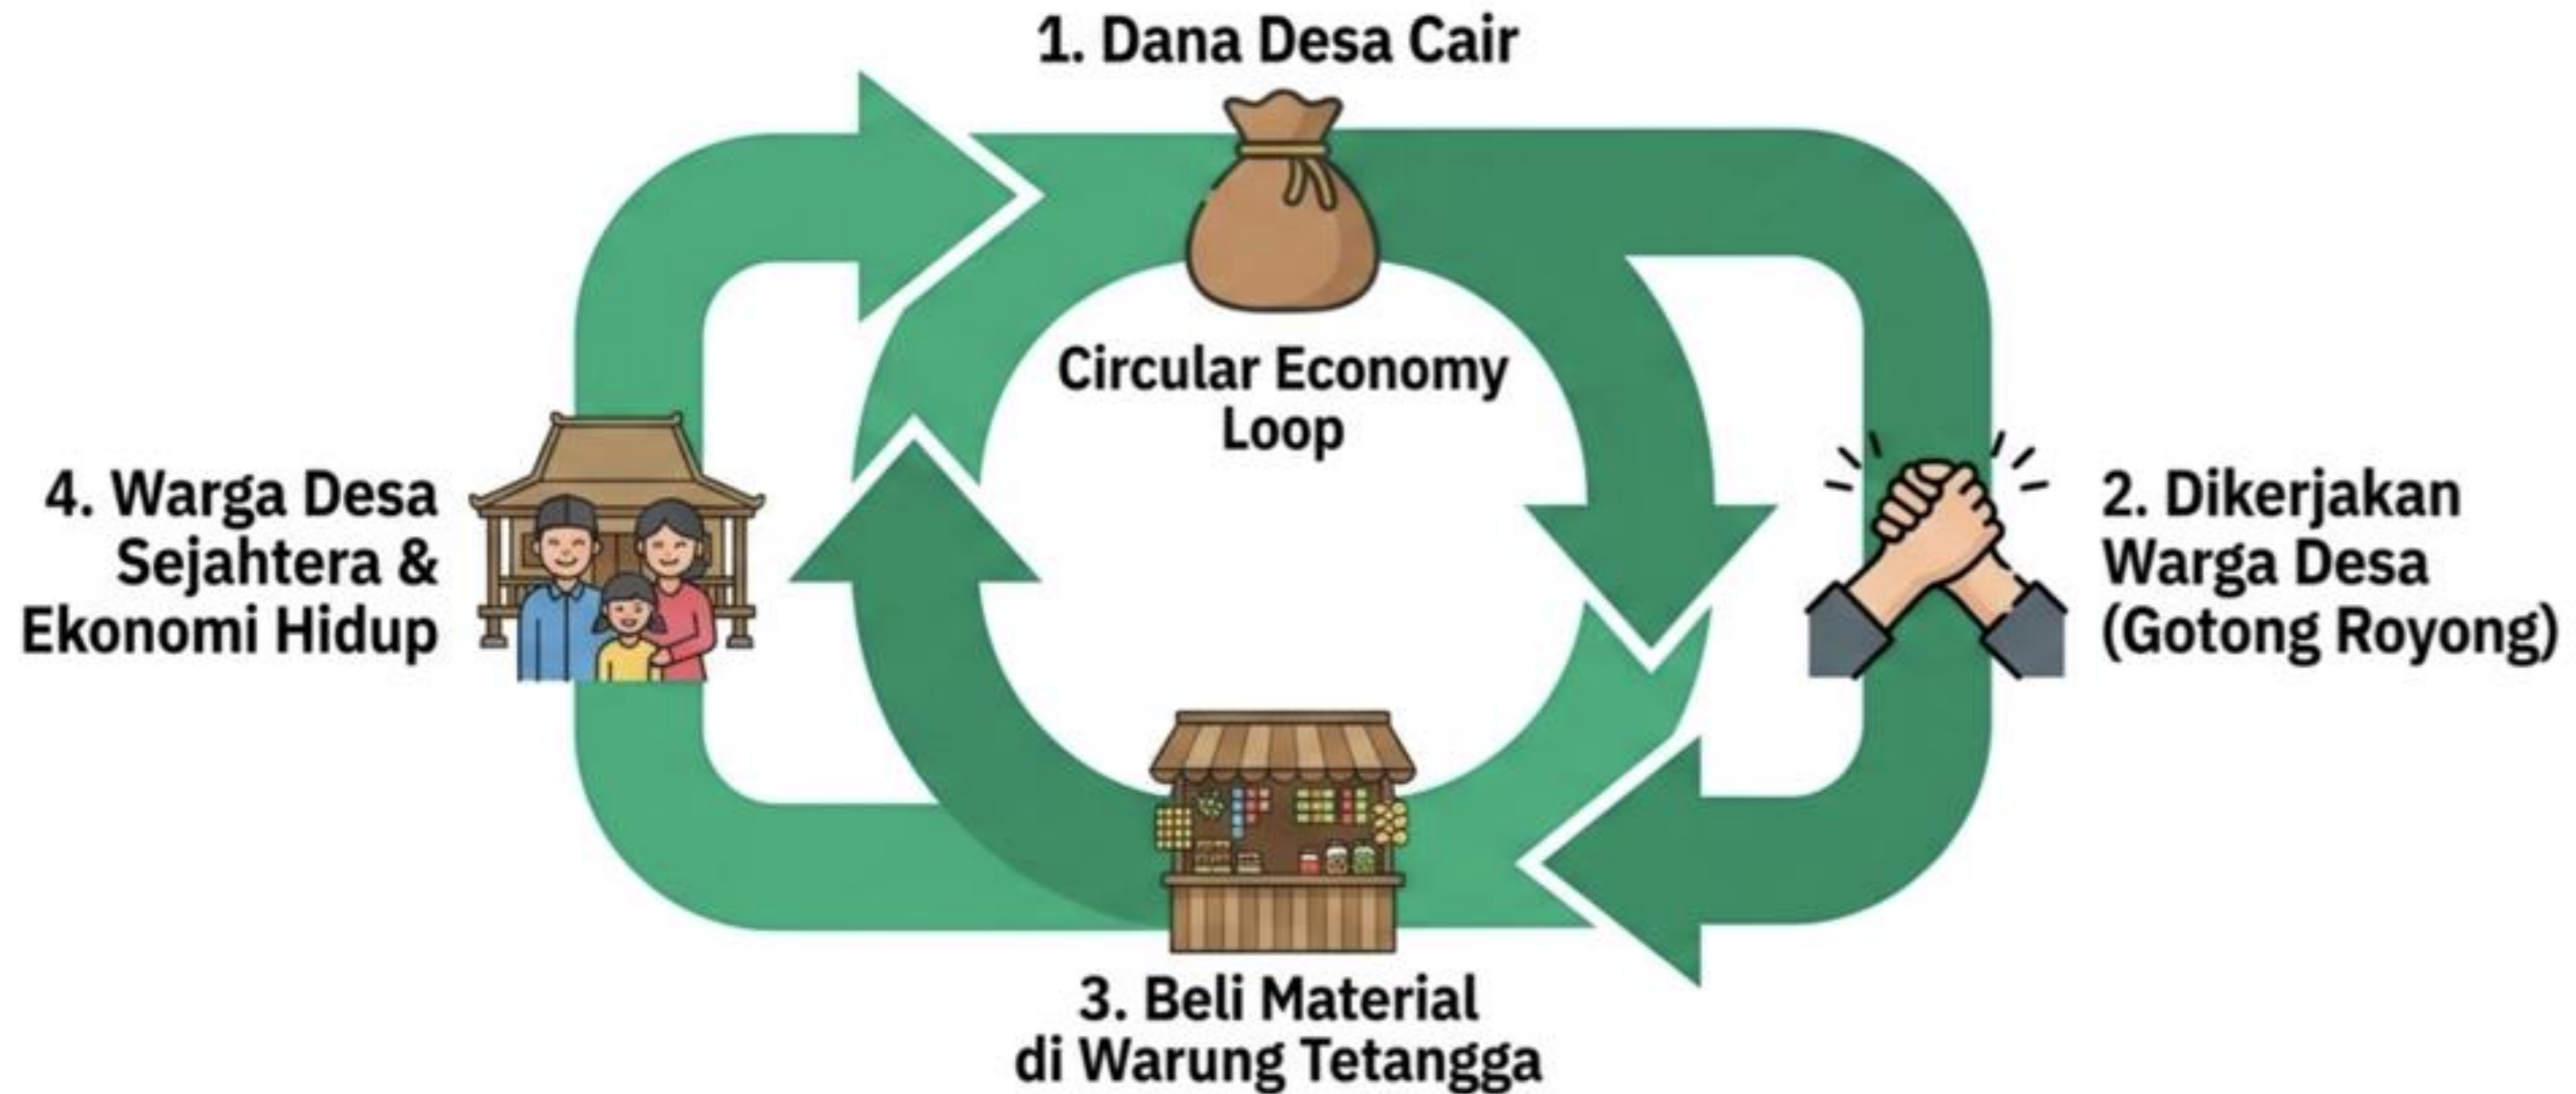 1. Dana Desa Cair
Circular Economy
Loop
2. Dikerjakan
Warga Desa
(Gotong Royong)
3. Beli Material
di Warung Tetangga
4. Warga Desa
Sejahtera &
Ekonomi Hidup